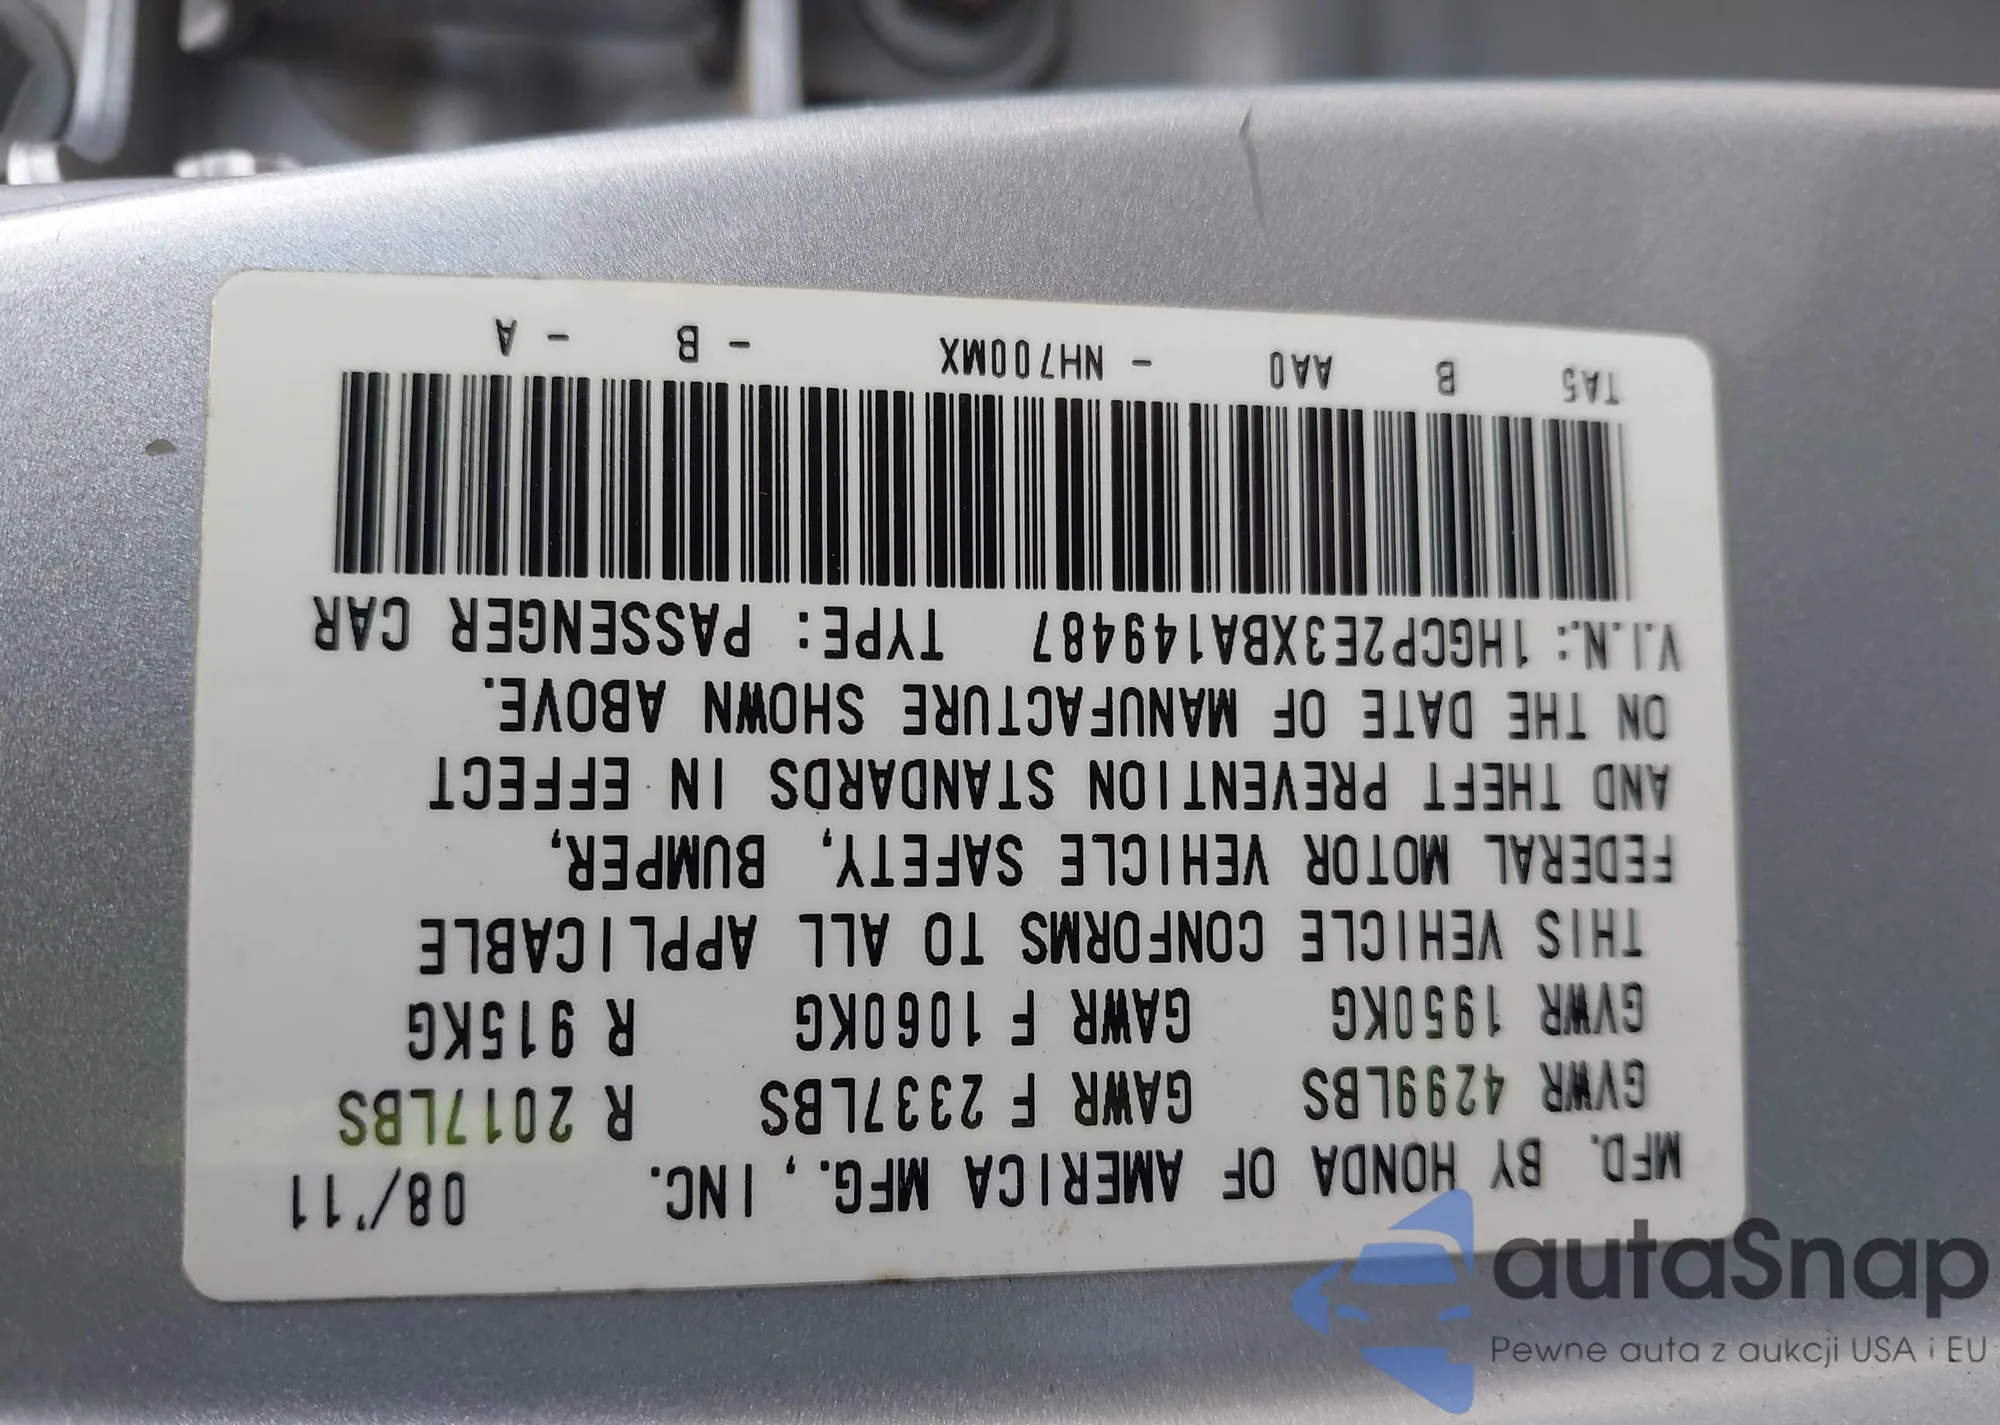 MFD. BY HONDA OF AMERICA MFG., INC. 08/'11
GVWR 4299LBS GAWR F 2337LBS R 2017LBS
GVWR 1950KG GAWR F 1060KG R 915KG
THIS VEHICLE CONFORMS TO ALL APPLICABLE
FEDERAL MOTOR VEHICLE SAFETY, BUMPER,
AND THEFT PREVENTION STANDARDS IN EFFECT
ON THE DATE OF MANUFACTURE SHOWN ABOVE.
V.I.N.: 1HGCP2E3XBA149487 TYPE: PASSENGER CAR
TA5 B AA0 - NH700MX - B - A
autaSnap
Pewne auta z aukcji USA i EU